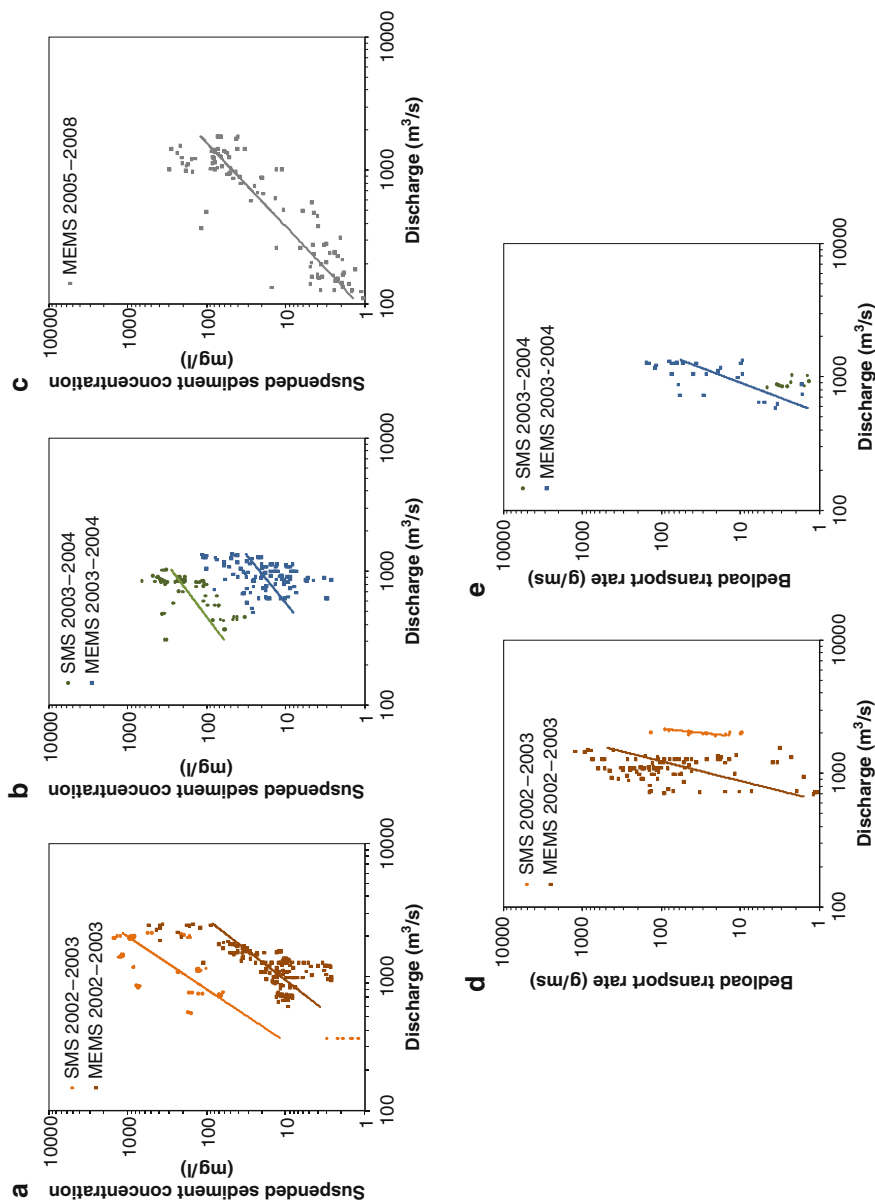 a
Suspended sediment concentration
(mg/l)
10000
1000
100
10
1
SMS 2002–2003
MEMS 2002–2003
100
1000
10000
Discharge (m³/s)
b
Suspended sediment concentration
(mg/l)
10000
1000
100
10
1
SMS 2003–2004
MEMS 2003–2004
100
1000
10000
Discharge (m³/s)
c
Suspended sediment concentration
(mg/l)
10000
1000
100
10
1
MEMS 2005–2008
100
1000
10000
Discharge (m³/s)
d
Bedload transport rate (g/ms)
10000
1000
100
10
1
SMS 2002–2003
MEMS 2002–2003
100
1000
10000
Discharge (m³/s)
e
Bedload transport rate (g/ms)
10000
1000
100
10
1
SMS 2003–2004
MEMS 2003-2004
100
1000
10000
Discharge (m³/s)